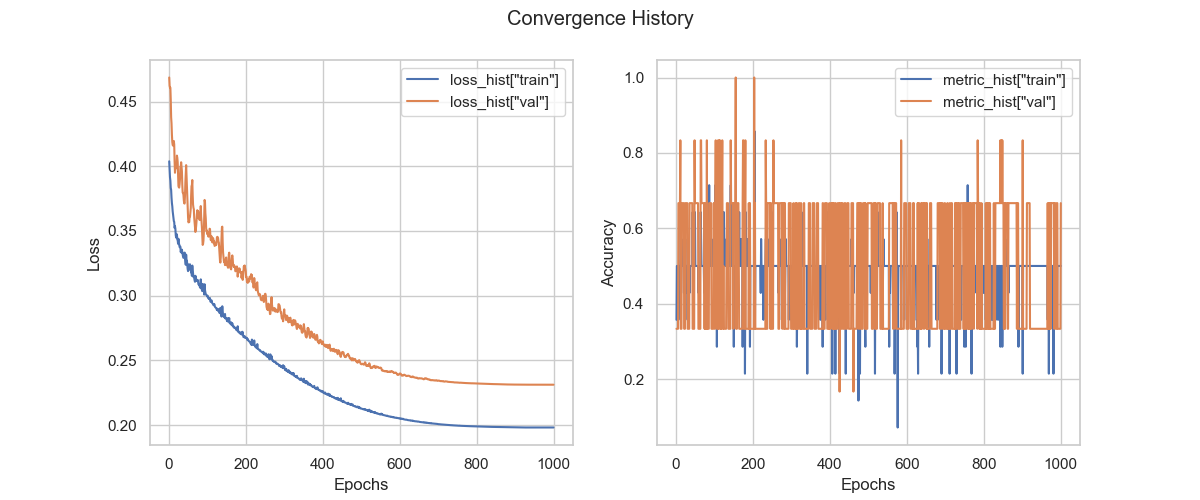 Convergence History
loss_hist["train"]
loss_hist["val"]
0.45
0.40
0.35
0.30
0.25
0.20
Loss
0 200 400 600 800 1000
Epochs
metric_hist["train"]
metric_hist["val"]
1.0
0.8
0.6
0.4
0.2
Accuracy
0 200 400 600 800 1000
Epochs